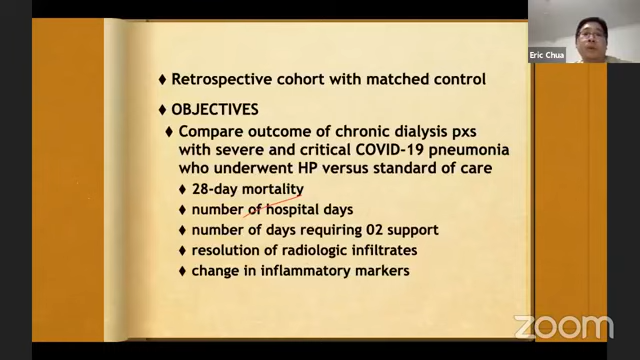 Retrospective cohort with matched control
OBJECTIVES
Compare outcome of chronic dialysis pxs
with severe and critical COVID-19 pneumonia
who underwent HP versus standard of care
28-day mortality
number of hospital days
number of days requiring 02 support
resolution of radiologic infiltrates
change in inflammatory markers
Eric Chua
zoom